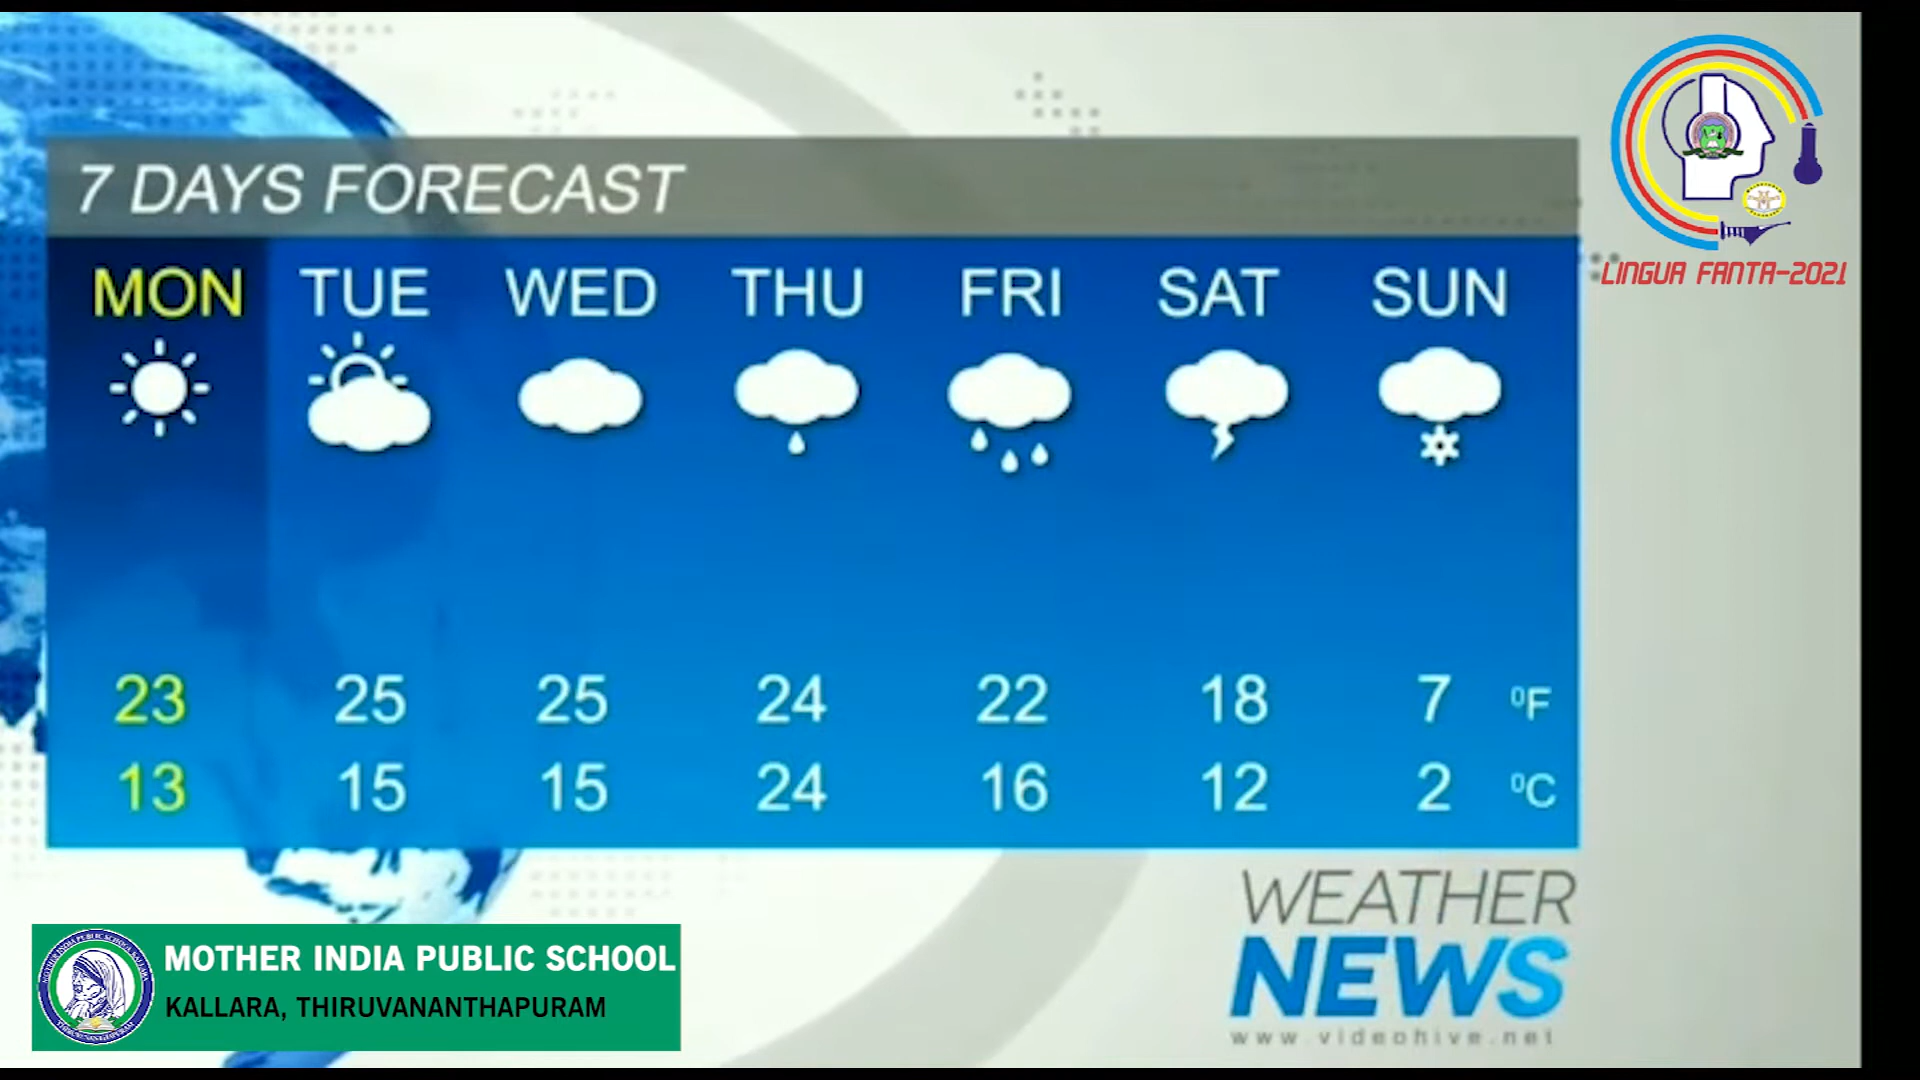 LINGUA FANTA-2021
7 DAYS FORECAST
MON TUE WED THU FRI SAT SUN
23 25 25 24 22 18 7 ⁰F
13 15 15 24 16 12 2 ⁰C
WEATHER
NEWS
www.videohive.net
MOTHER INDIA PUBLIC SCHOOL
KALLARA, THIRUVANANTHAPURAM